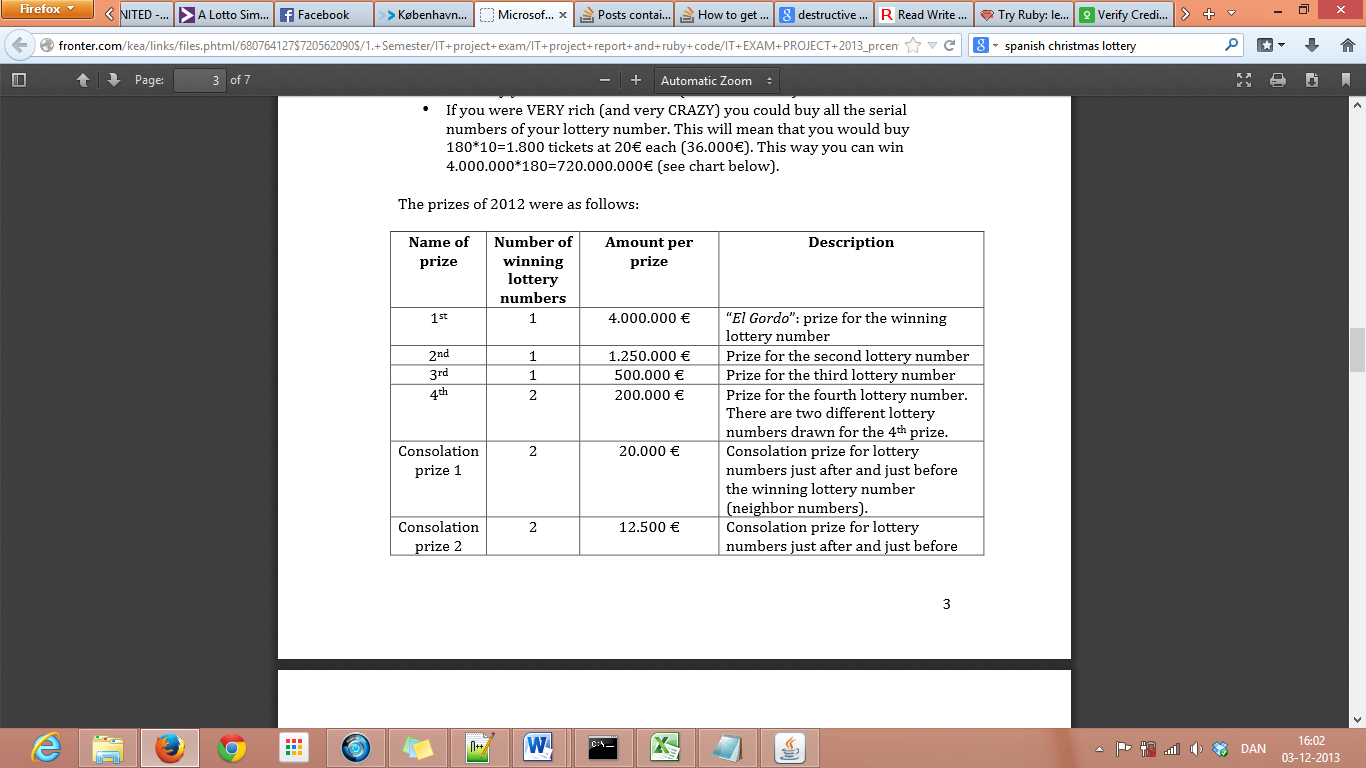 Firefox
NITED -...
A Lotto Sim...
Facebook
København...
Microsof...
Posts contai...
How to get ...
destructive ...
Read Write ...
Try Ruby: le...
Verify Credi...
fronter.com/kea/links/files.phtml/680764127$720562090$/1.+Semester/IT+project+exam/IT+project+report+and+ruby+code/IT+EXAM+PROJECT+2013_prcent
spanish christmas lottery
Page: 3 of 7
Automatic Zoom
• If you were VERY rich (and very CRAZY) you could buy all the serial
numbers of your lottery number. This will mean that you would buy
180*10=1.800 tickets at 20€ each (36.000€). This way you can win
4.000.000*180=720.000.000€ (see chart below).
The prizes of 2012 were as follows:
Name of
prize
Number of
winning
lottery
numbers
Amount per
prize
Description
1st
1
4.000.000 €
“El Gordo”: prize for the winning
lottery number
2nd
1
1.250.000 €
Prize for the second lottery number
3rd
1
500.000 €
Prize for the third lottery number
4th
2
200.000 €
Prize for the fourth lottery number.
There are two different lottery
numbers drawn for the 4th prize.
Consolation
prize 1
2
20.000 €
Consolation prize for lottery
numbers just after and just before
the winning lottery number
(neighbor numbers).
Consolation
prize 2
2
12.500 €
Consolation prize for lottery
numbers just after and just before
3
DAN
16:02
03-12-2013